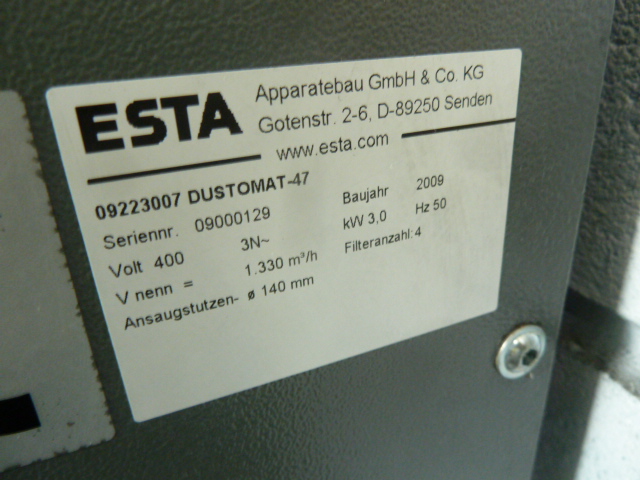 ESTA
Apparatebau GmbH & Co. KG
Gotenstr. 2-6, D-89250 Senden
www.esta.com
09223007 DUSTOMAT-47
Seriennr. 09000129 Baujahr 2009
Volt 400 3N~ kW 3,0 Hz 50
V nenn = 1.330 m³/h Filteranzahl: 4
Ansaugstutzen- ø 140 mm